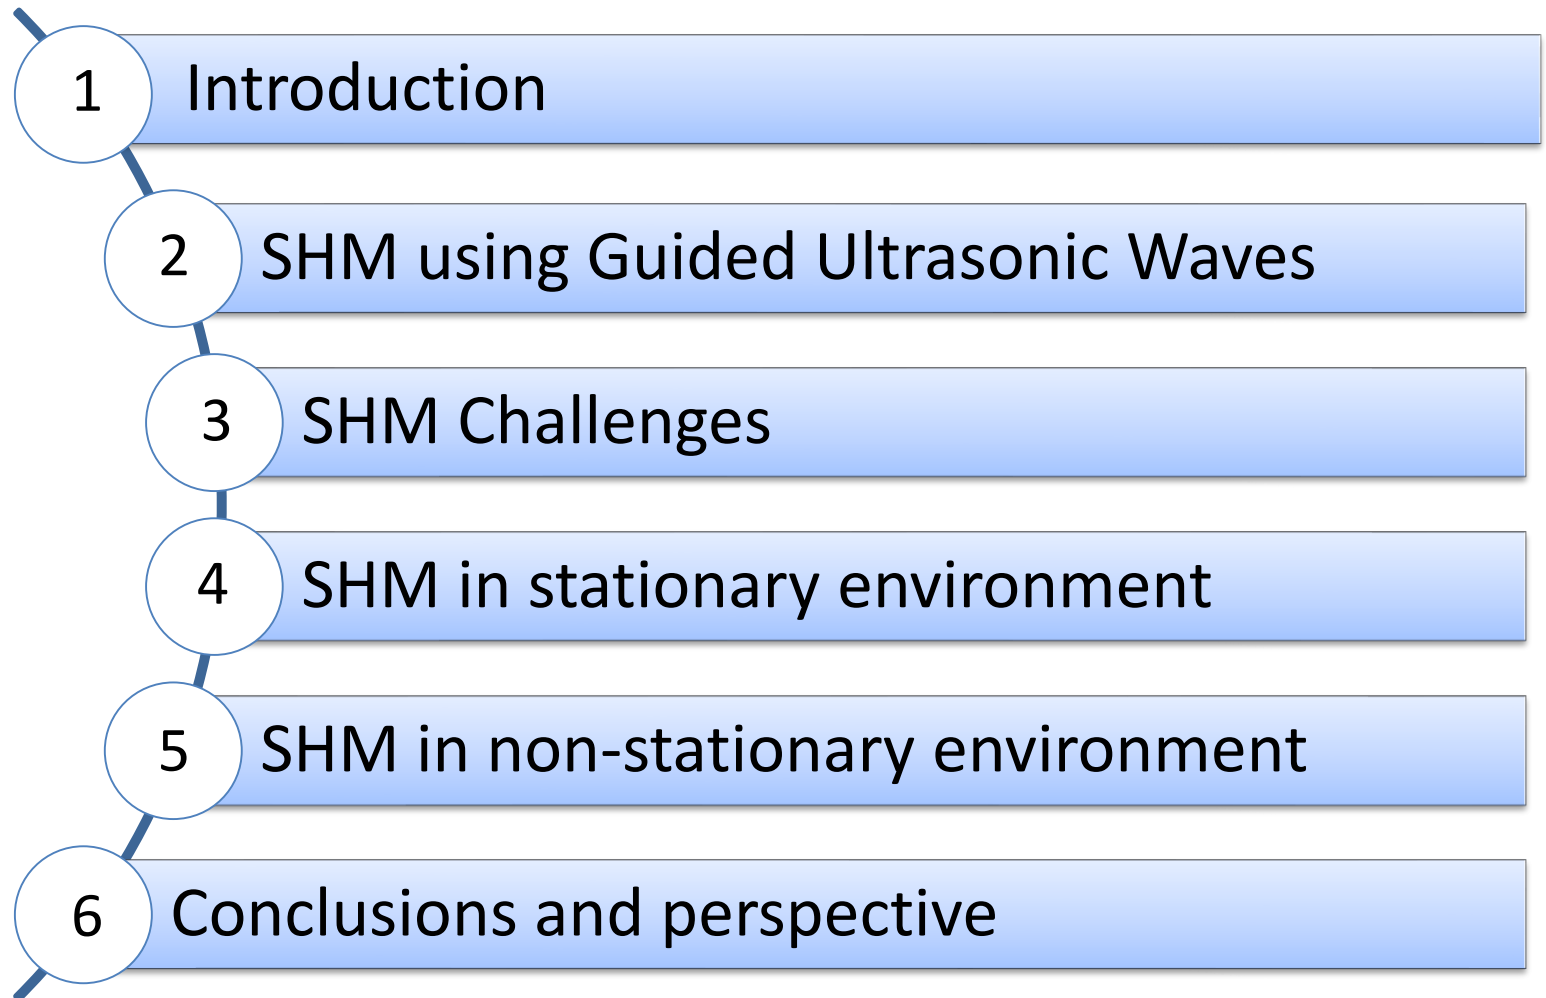 1 Introduction
2 SHM using Guided Ultrasonic Waves
3 SHM Challenges
4 SHM in stationary environment
5 SHM in non-stationary environment
6 Conclusions and perspective